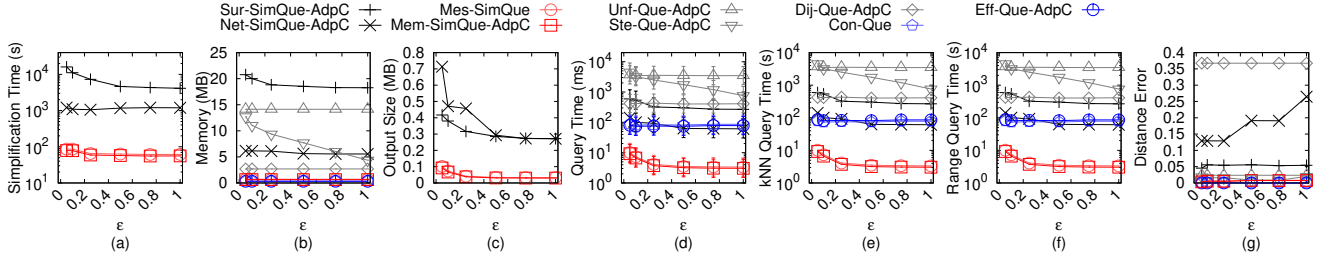 Sur-SimQue-AdpC Mes-SimQue Unf-Que-AdpC Dij-Que-AdpC Eff-Que-AdpC
Net-SimQue-AdpC Mem-SimQue-AdpC Ste-Que-AdpC Con-Que
Simplification Time (s)
10^4
10^3
10^2
10^1
0 0.2 0.4 0.6 0.8 1
ε
(a)
Memory (MB)
25
20
15
10
5
0
0 0.2 0.4 0.6 0.8 1
ε
(b)
Output Size (MB)
0.8
0.7
0.6
0.5
0.4
0.3
0.2
0.1
0
0 0.2 0.4 0.6 0.8 1
ε
(c)
Query Time (ms)
10^4
10^3
10^2
10^1
10^0
0 0.2 0.4 0.6 0.8 1
ε
(d)
kNN Query Time (s)
10^4
10^3
10^2
10^1
10^0
0 0.2 0.4 0.6 0.8 1
ε
(e)
Range Query Time (s)
10^4
10^3
10^2
10^1
10^0
0 0.2 0.4 0.6 0.8 1
ε
(f)
Distance Error
0.4
0.35
0.3
0.25
0.2
0.15
0.1
0.05
0
0 0.2 0.4 0.6 0.8 1
ε
(g)